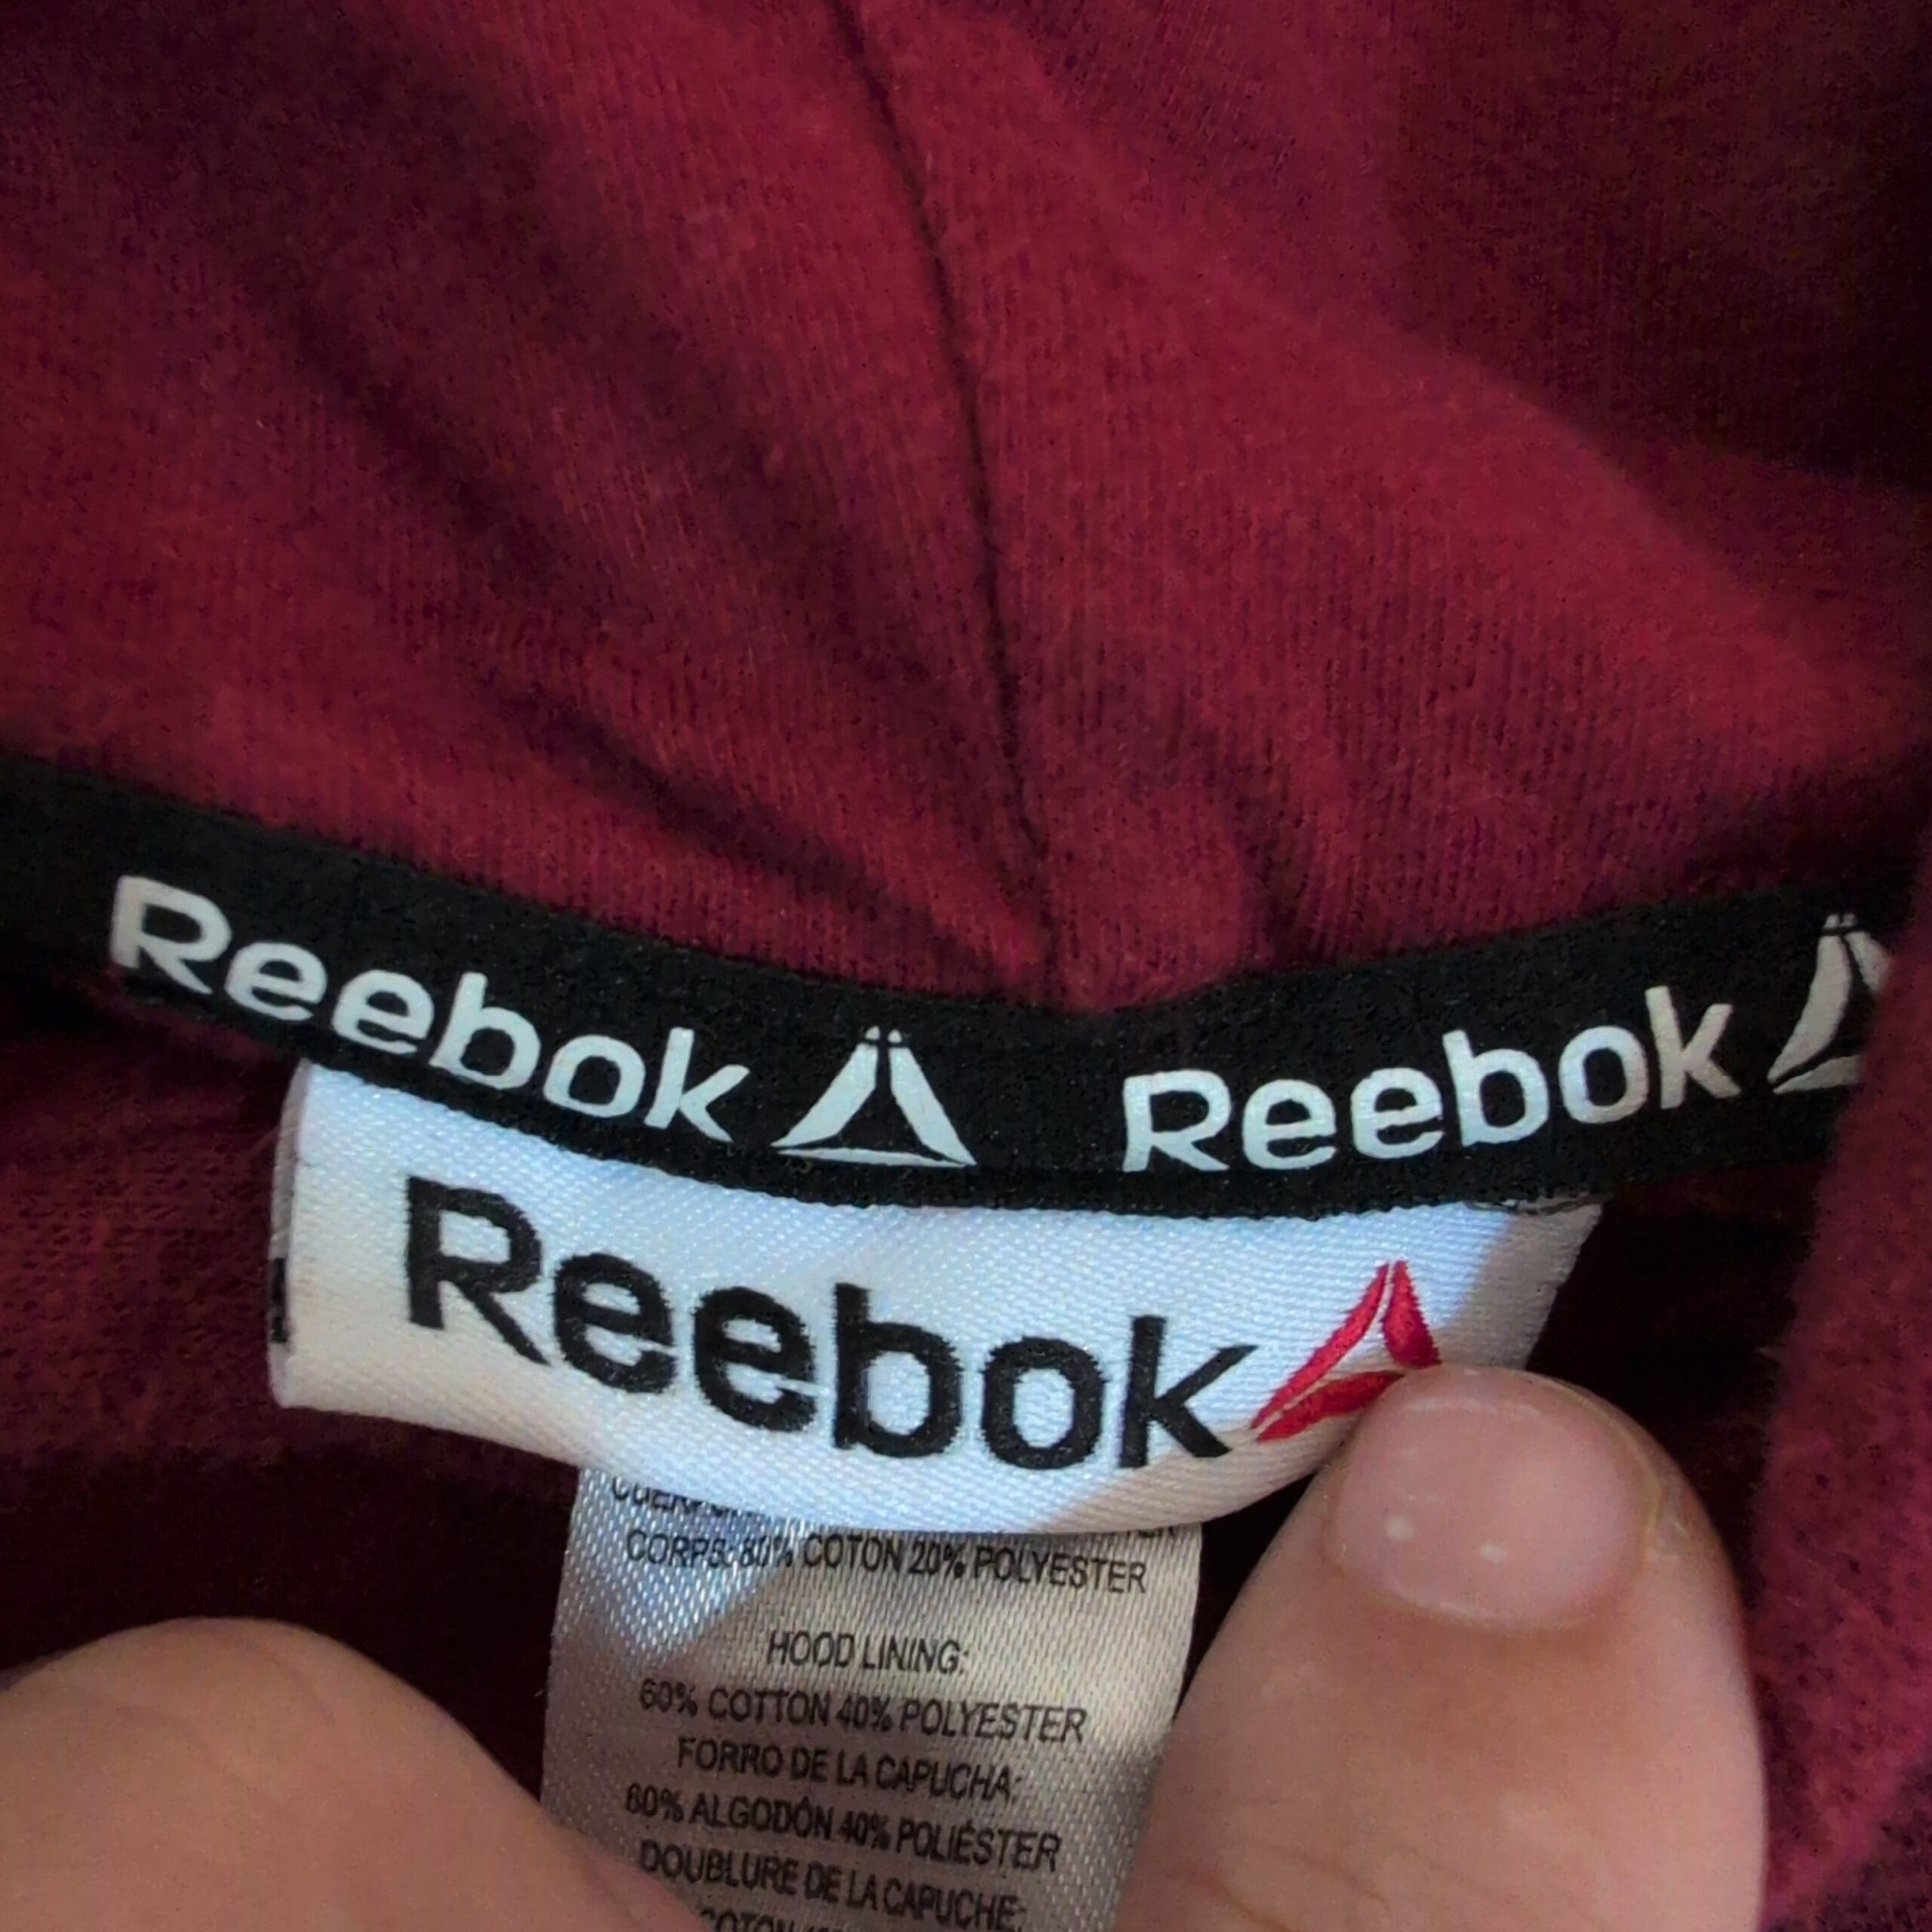 Reebok Reebok
Reebok
CORPS: 80% COTON 20% POLYESTER
HOOD LINING:
60% COTTON 40% POLYESTER
FORRO DE LA CAPUCHA:
60% ALGODÓN 40% POLIÉSTER
DOUBLURE DE LA CAPUCHE:
COTON